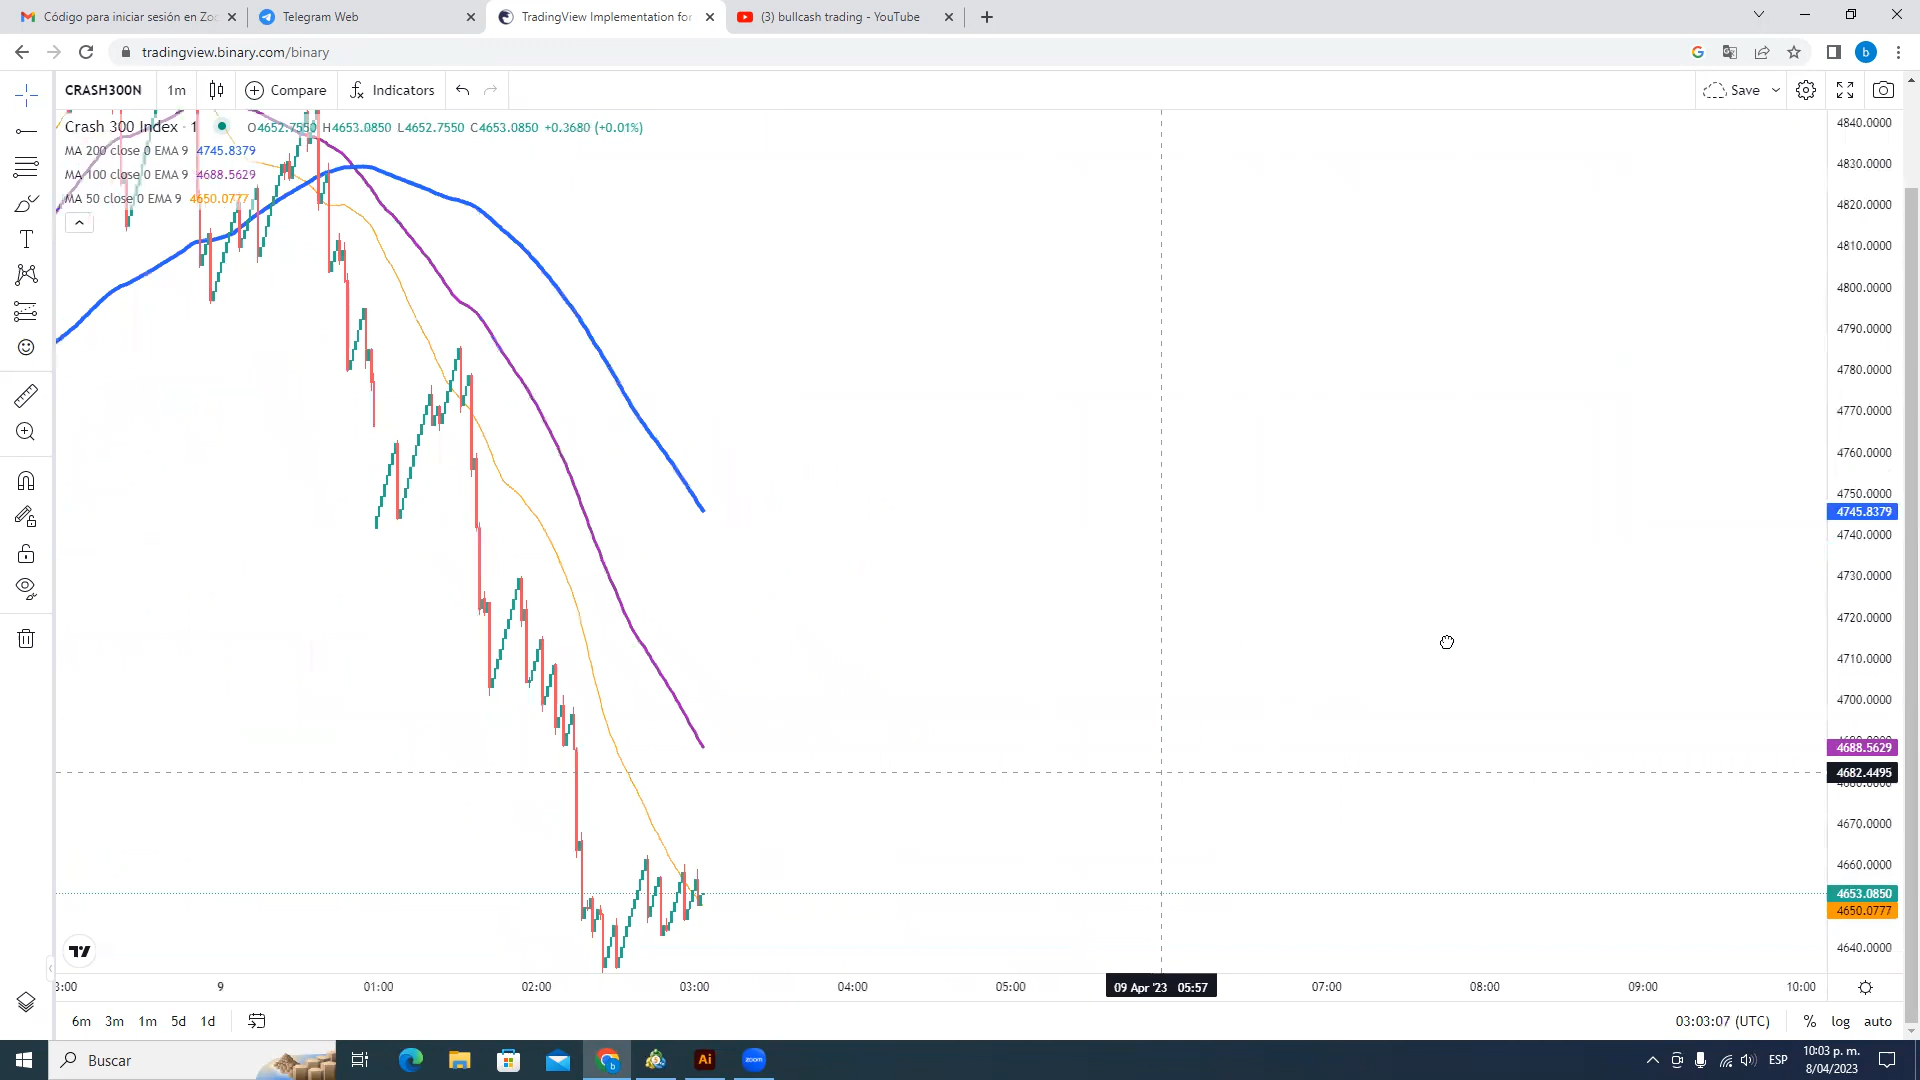 Código para iniciar sesión en Zoo
Telegram Web
TradingView Implementation for
(3) bullcash trading - YouTube
tradingview.binary.com/binary
b
CRASH300N
1m
Compare
Indicators
Save
Crash 300 Index · 1
O4652.7550 H4653.0850 L4652.7550 C4653.0850 +0.3680 (+0.01%)
MA 200 close 0 EMA 9 4745.8379
MA 100 close 0 EMA 9 4688.5629
MA 50 close 0 EMA 9 4650.0777
4840.0000
4830.0000
4820.0000
4810.0000
4800.0000
4790.0000
4780.0000
4770.0000
4760.0000
4750.0000
4745.8379
4740.0000
4730.0000
4720.0000
4710.0000
4700.0000
4688.5629
4682.4495
4680.0000
4670.0000
4660.0000
4653.0850
4650.0777
4640.0000
3:00
9
01:00
02:00
03:00
04:00
05:00
09 Apr '23 05:57
07:00
08:00
09:00
10:00
6m
3m
1m
5d
1d
03:03:07 (UTC)
%
log
auto
Buscar
Ai
zoom
ESP
10:03 p. m.
8/04/2023